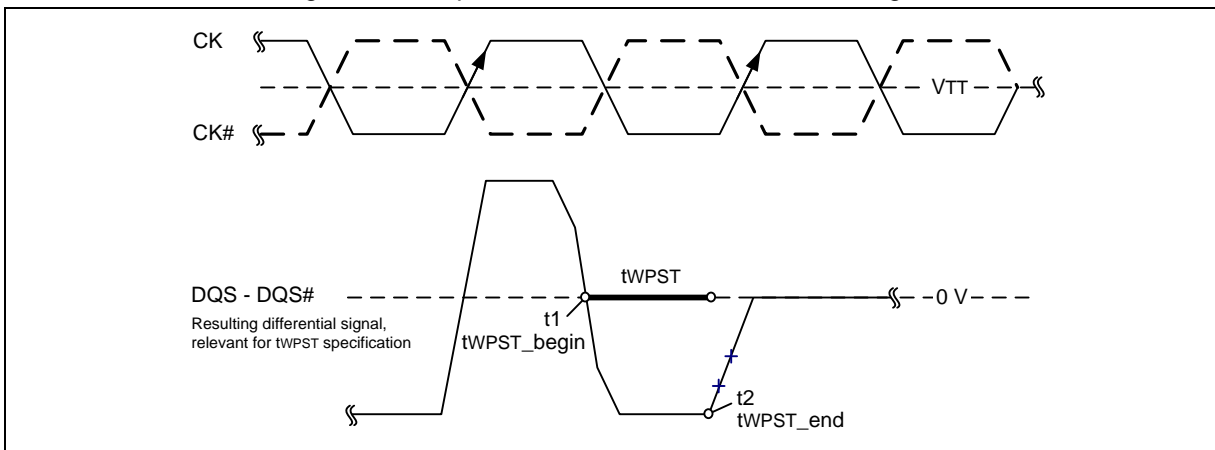 CK
VTT
CK#
tWPST
DQS - DQS#
0 V
Resulting differential signal,
relevant for tWPST specification
t1
tWPST_begin
t2
tWPST_end